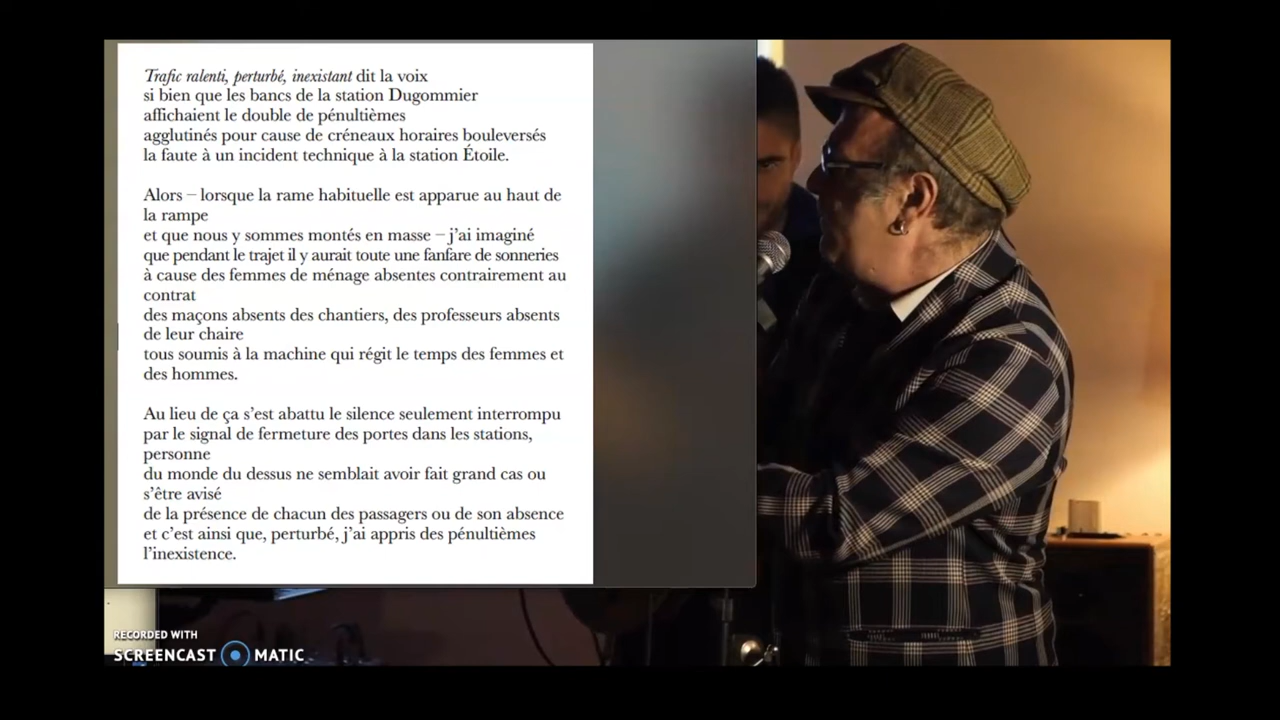 Trafic ralenti, perturbé, inexistant dit la voix
si bien que les bancs de la station Dugommier
affichaient le double de pénultièmes
agglutinés pour cause de créneaux horaires bouleversés
la faute à un incident technique à la station Étoile.
Alors – lorsque la rame habituelle est apparue au haut de
la rampe
et que nous y sommes montés en masse – j’ai imaginé
que pendant le trajet il y aurait toute une fanfare de sonneries
à cause des femmes de ménage absentes contrairement au
contrat
des maçons absents des chantiers, des professeurs absents
de leur chaire
tous soumis à la machine qui régit le temps des femmes et
des hommes.
Au lieu de ça s’est abattu le silence seulement interrompu
par le signal de fermeture des portes dans les stations,
personne
du monde du dessus ne semblait avoir fait grand cas ou
s’être avisé
de la présence de chacun des passagers ou de son absence
et c’est ainsi que, perturbé, j’ai appris des pénultièmes
l’inexistence.
RECORDED WITH
SCREENCAST MATIC